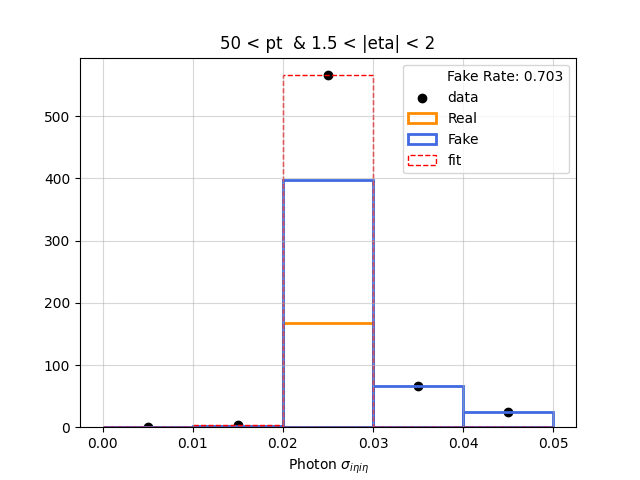 50 < pt  & 1.5 < |eta| < 2
Fake Rate: 0.703
data
Real
Fake
fit
500
400
300
200
100
0
0.00 0.01 0.02 0.03 0.04 0.05
Photon σiηiη